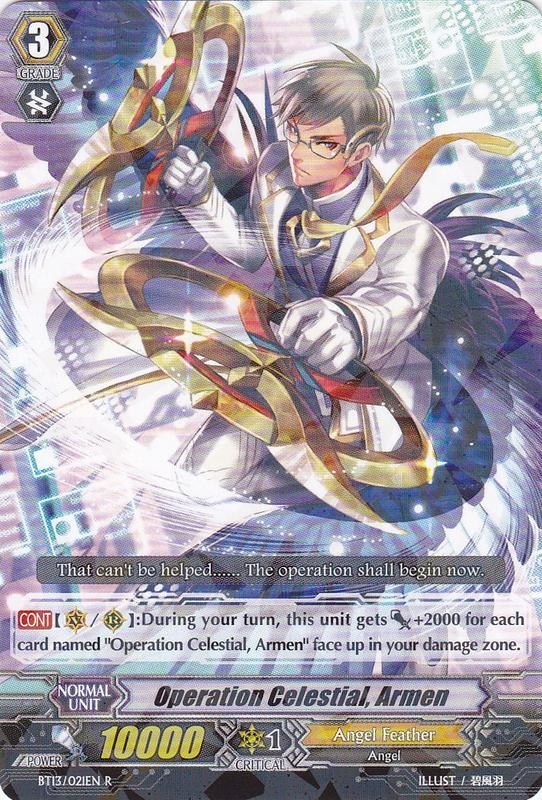 3
GRADE
That can't be helped...... The operation shall begin now.
CONT【 V / R 】:During your turn, this unit gets +2000 for each
card named "Operation Celestial, Armen" face up in your damage zone.
NORMAL
UNIT
Operation Celestial, Armen
POWER
10000
1
CRITICAL
Angel Feather
Angel
BT13/021EN R
ILLUST / 碧風羽